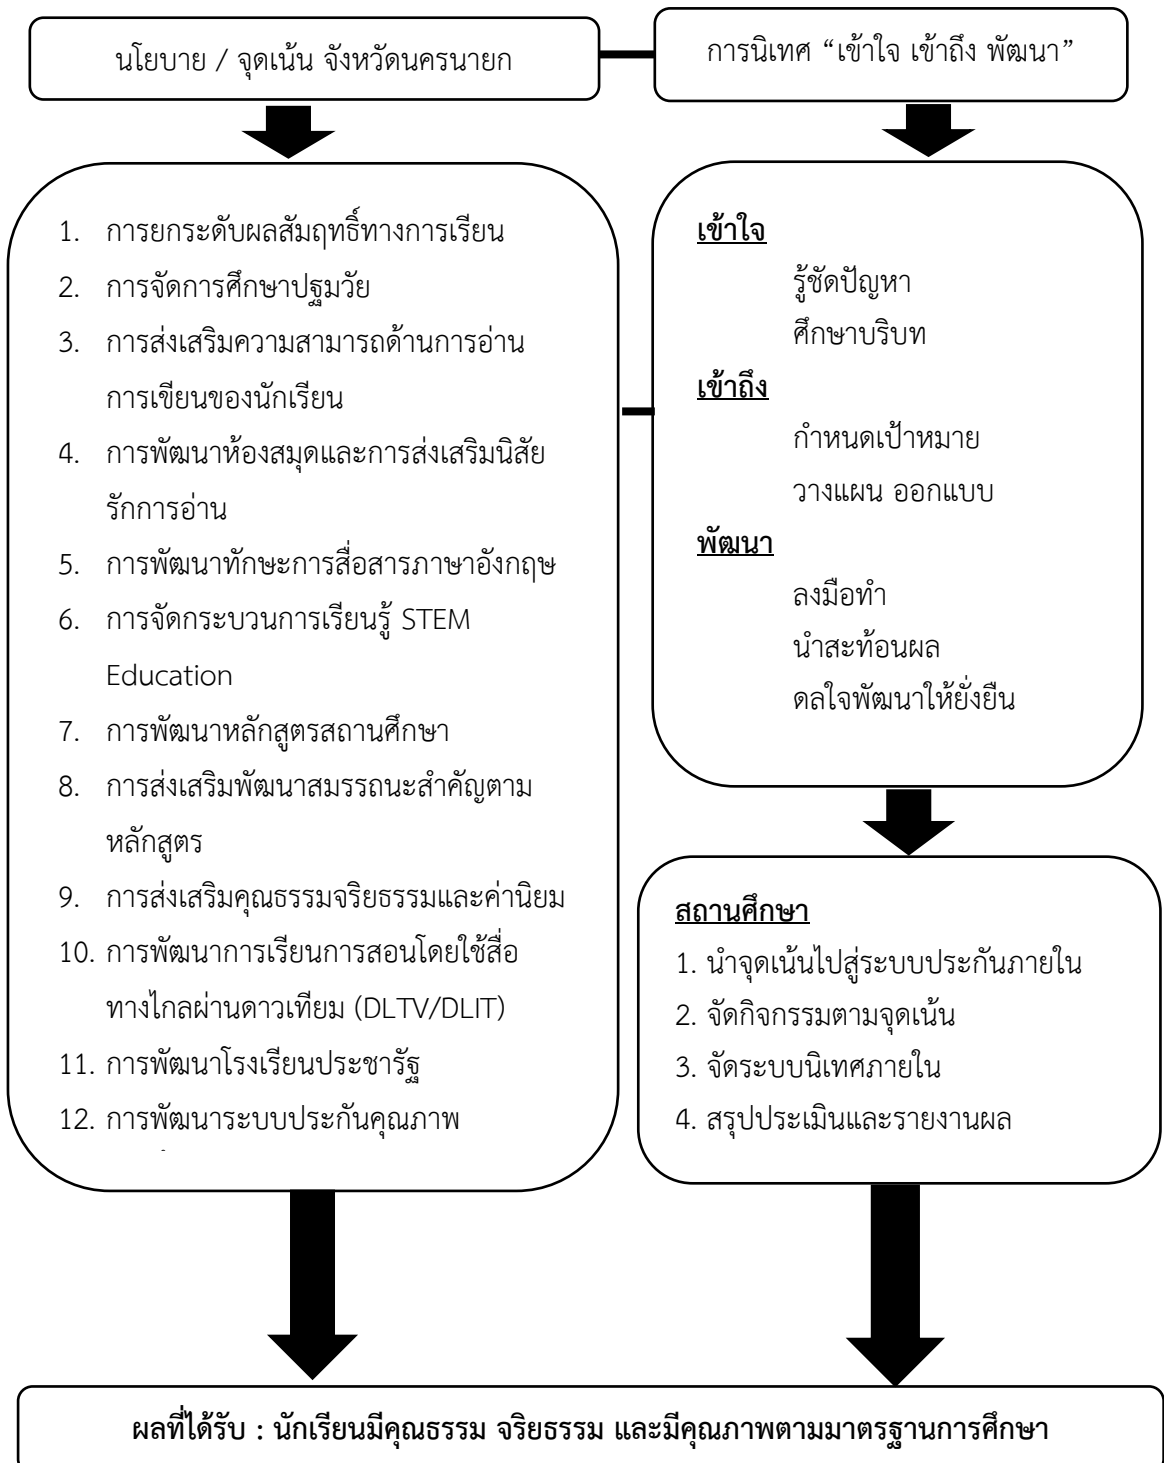 นโยบาย / จุดเน้น จังหวัดนครนายก
การนิเทศ “เข้าใจ เข้าถึง พัฒนา”
1. การยกระดับผลสัมฤทธิ์ทางการเรียน
2. การจัดการศึกษาปฐมวัย
3. การส่งเสริมความสามารถด้านการอ่าน
การเขียนของนักเรียน
4. การพัฒนาห้องสมุดและการส่งเสริมนิสัย
รักการอ่าน
5. การพัฒนาทักษะการสื่อสารภาษาอังกฤษ
6. การจัดกระบวนการเรียนรู้ STEM
Education
7. การพัฒนาหลักสูตรสถานศึกษา
8. การส่งเสริมพัฒนาสมรรถนะสำคัญตาม
หลักสูตร
9. การส่งเสริมคุณธรรมจริยธรรมและค่านิยม
10. การพัฒนาการเรียนการสอนโดยใช้สื่อ
ทางไกลผ่านดาวเทียม (DLTV/DLIT)
11. การพัฒนาโรงเรียนประชารัฐ
12. การพัฒนาระบบประกันคุณภาพ
เข้าใจ
รู้ชัดปัญหา
ศึกษาบริบท
เข้าถึง
กำหนดเป้าหมาย
วางแผน ออกแบบ
พัฒนา
ลงมือทำ
นำสะท้อนผล
ดลใจพัฒนาให้ยั่งยืน
สถานศึกษา
1. นำจุดเน้นไปสู่ระบบประกันภายใน
2. จัดกิจกรรมตามจุดเน้น
3. จัดระบบนิเทศภายใน
4. สรุปประเมินและรายงานผล
ผลที่ได้รับ : นักเรียนมีคุณธรรม จริยธรรม และมีคุณภาพตามมาตรฐานการศึกษา